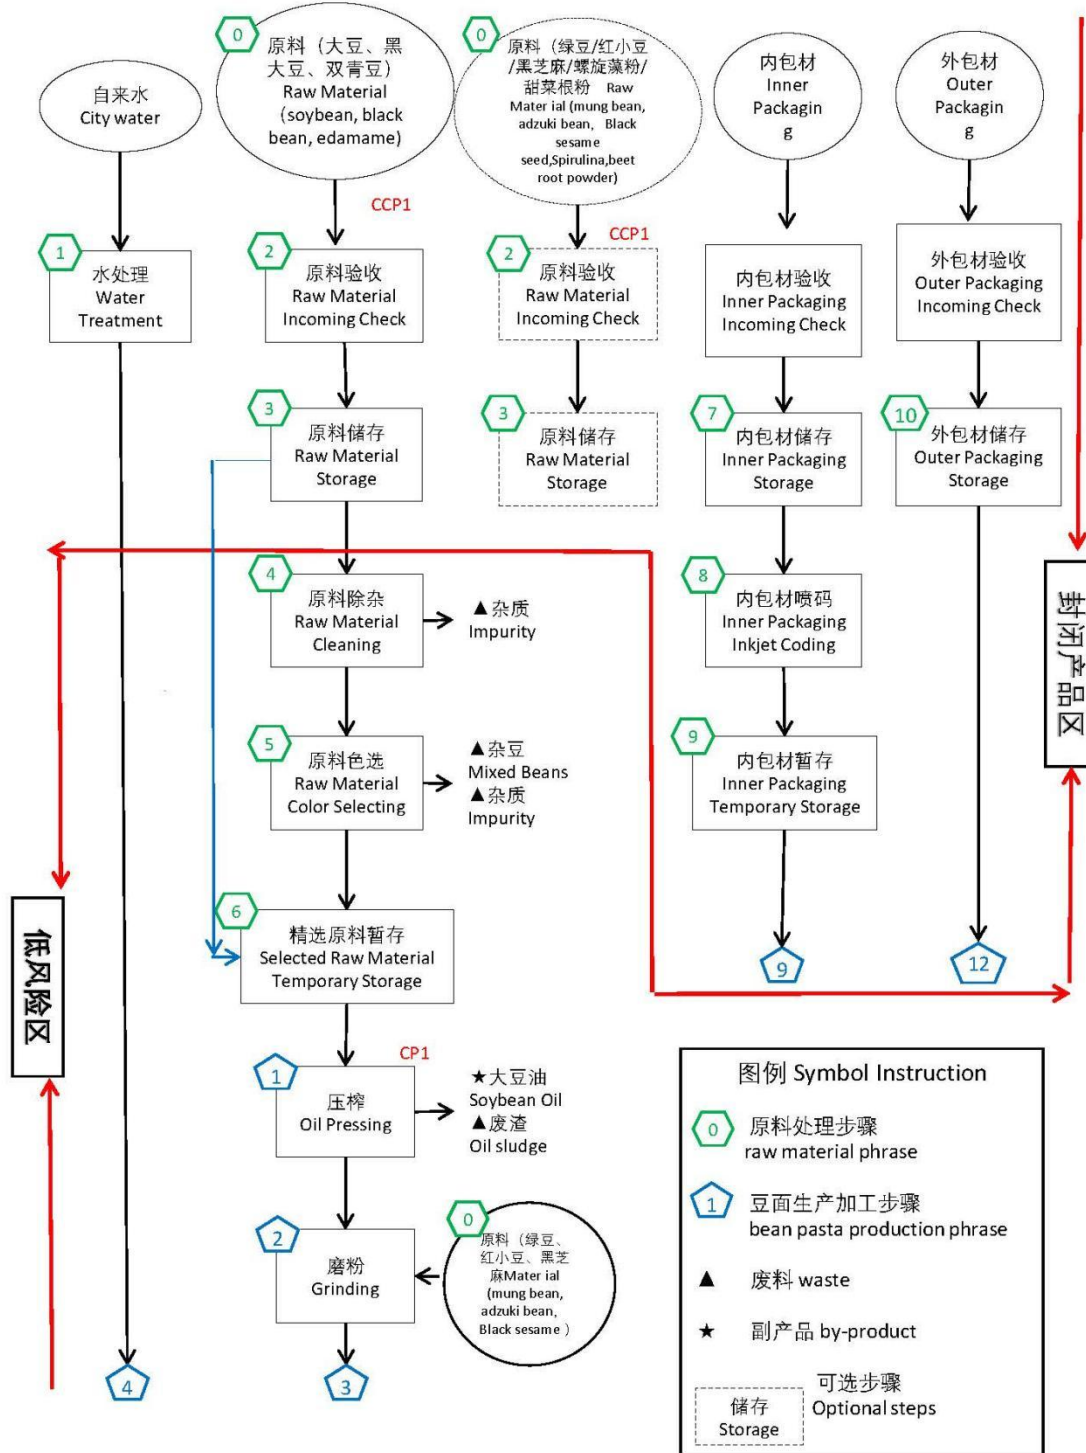 0
原料（大豆、黑
大豆、双青豆）
Raw Material
(soybean, black
bean, edamame)
0
原料（绿豆/红小豆
/黑芝麻/螺旋藻粉/
甜菜根粉 Raw
Mater ial (mung bean,
adzuki bean, Black
sesame
seed,Spirulina,beet
root powder)
内包材
Inner
Packagin
g
外包材
Outer
Packagin
g
自来水
City water
CCP1
CCP1
1
水处理
Water
Treatment
2
原料验收
Raw Material
Incoming Check
2
原料验收
Raw Material
Incoming Check
内包材验收
Inner Packaging
Incoming Check
外包材验收
Outer Packaging
Incoming Check
3
原料储存
Raw Material
Storage
3
原料储存
Raw Material
Storage
7
内包材储存
Inner Packaging
Storage
10
外包材储存
Outer Packaging
Storage
4
原料除杂
Raw Material
Cleaning
▲杂质
Impurity
8
内包材喷码
Inner Packaging
Inkjet Coding
封闭产品区
5
原料色选
Raw Material
Color Selecting
▲杂豆
Mixed Beans
▲杂质
Impurity
9
内包材暂存
Inner Packaging
Temporary Storage
低风险区
6
精选原料暂存
Selected Raw Material
Temporary Storage
9
12
CP1
1
压榨
Oil Pressing
★大豆油
Soybean Oil
▲废渣
Oil sludge
2
磨粉
Grinding
0
原料（绿豆、
红小豆、黑芝
麻Mater ial
(mung bean,
adzuki bean,
Black sesame ）
4
3
图例 Symbol Instruction
0
原料处理步骤
raw material phrase
1
豆面生产加工步骤
bean pasta production phrase
▲ 废料 waste
★ 副产品 by-product
储存
Storage
可选步骤
Optional steps